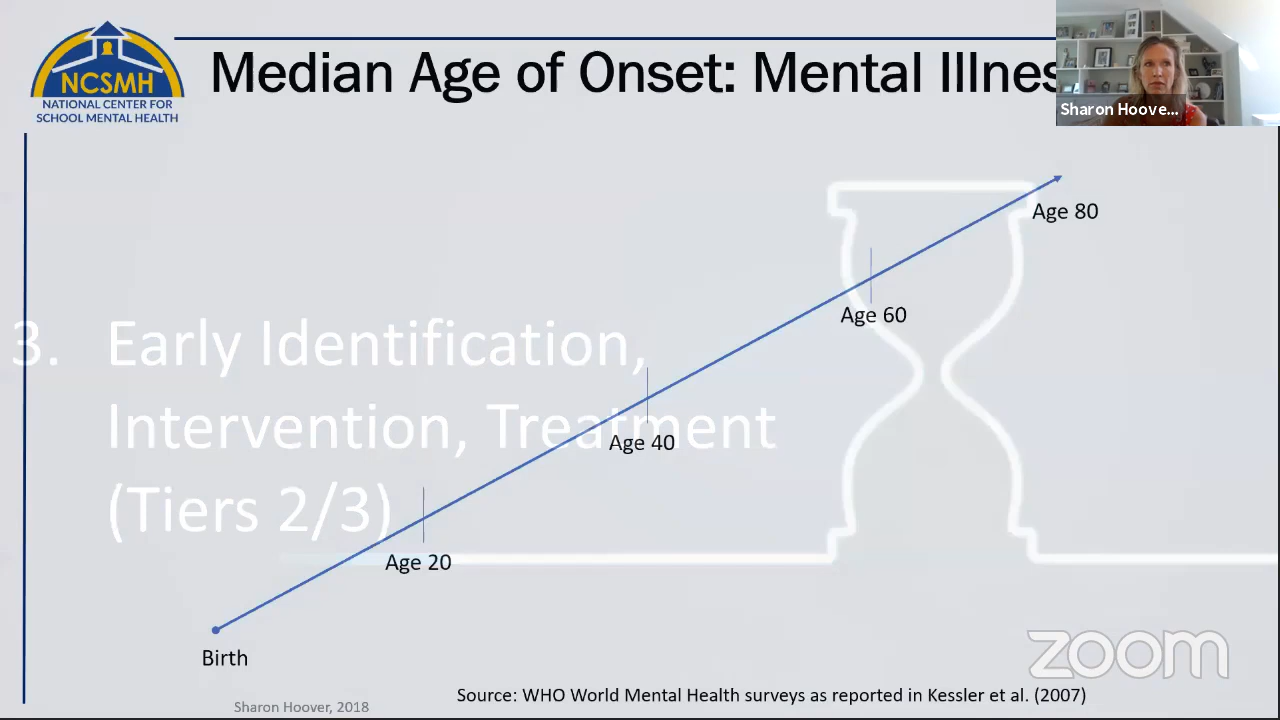 NCSMH
NATIONAL CENTER FOR
SCHOOL MENTAL HEALTH
Median Age of Onset: Mental Illnes
Sharon Hoove...
Age 80
Age 60
3. Early Identification,
Intervention, Treatment
Age 40
(Tiers 2/3)
Age 20
Birth
zoom
Source: WHO World Mental Health surveys as reported in Kessler et al. (2007)
Sharon Hoover, 2018